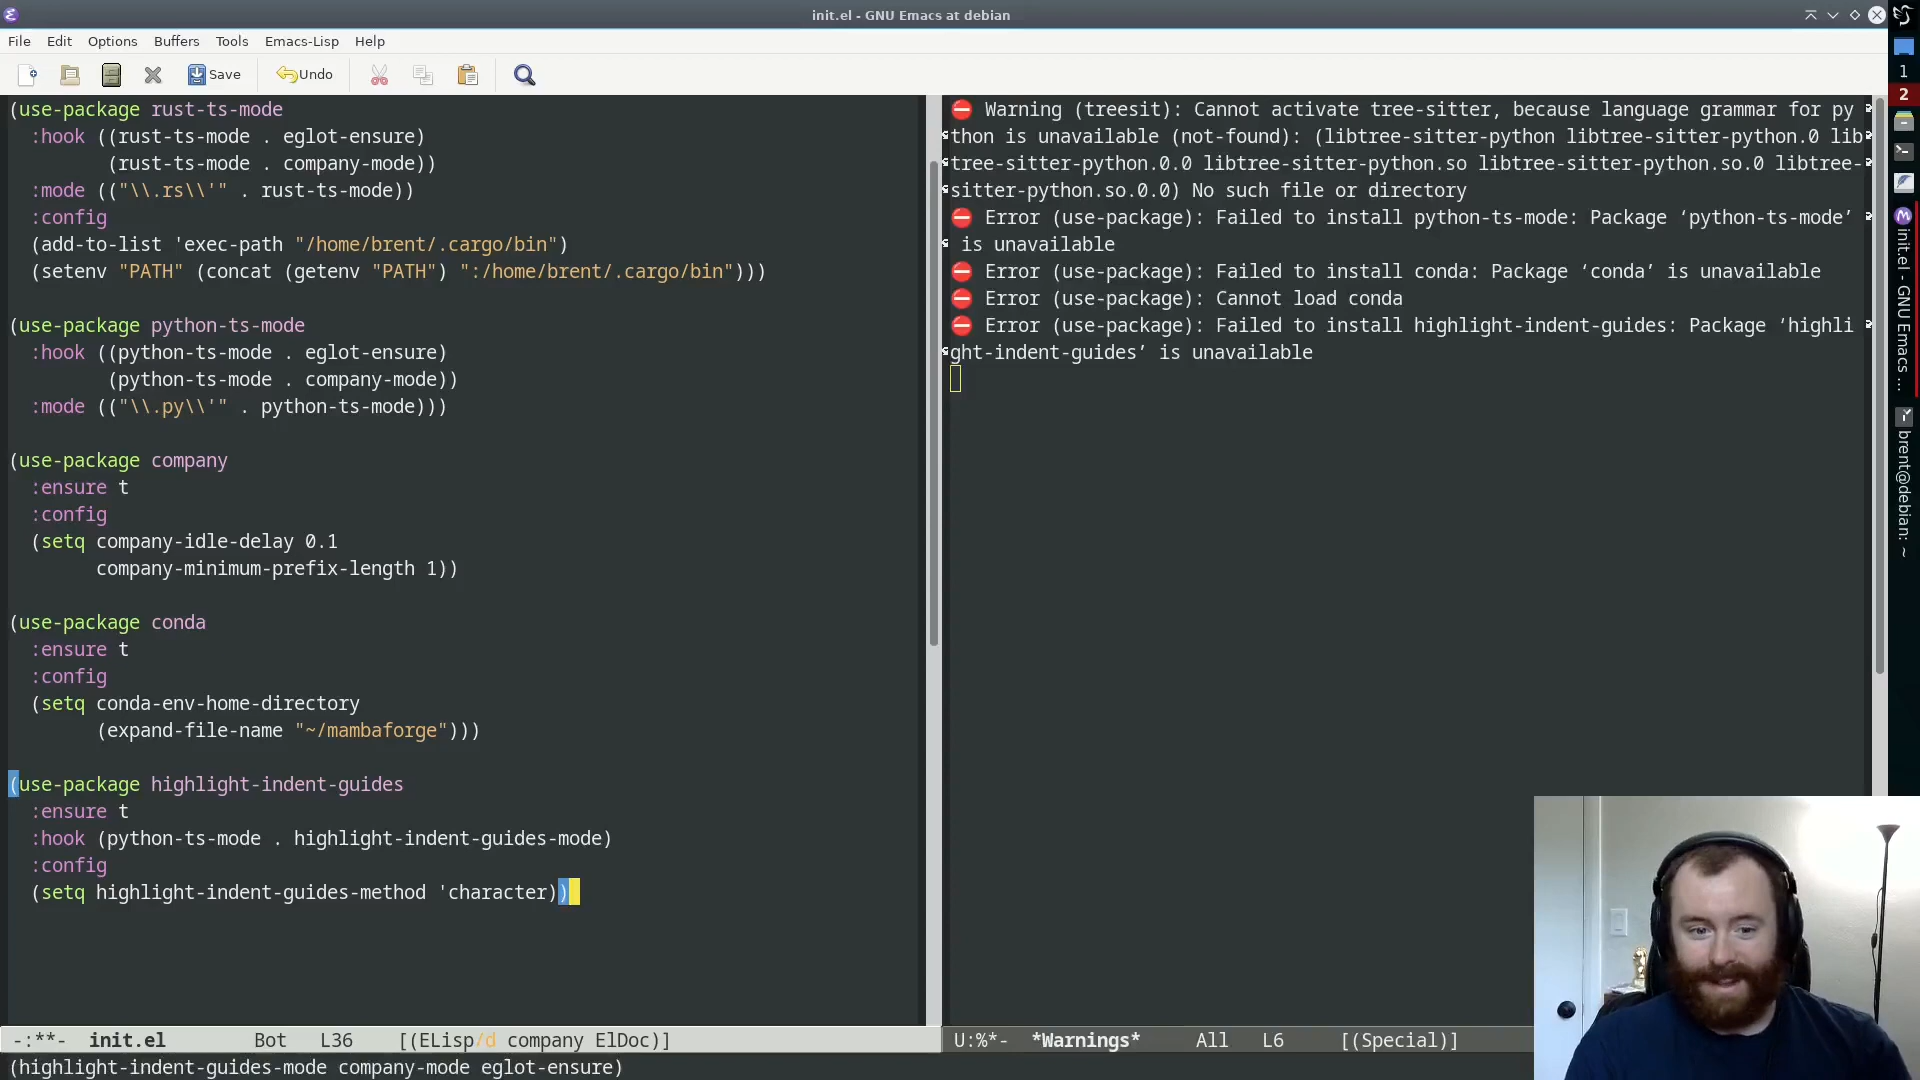 init.el - GNU Emacs at debian
File Edit Options Buffers Tools Emacs-Lisp Help
Save Undo
(use-package rust-ts-mode
:hook ((rust-ts-mode . eglot-ensure)
(rust-ts-mode . company-mode))
:mode (("\\.rs\\'" . rust-ts-mode))
:config
(add-to-list 'exec-path "/home/brent/.cargo/bin")
(setenv "PATH" (concat (getenv "PATH") ":/home/brent/.cargo/bin")))
(use-package python-ts-mode
:hook ((python-ts-mode . eglot-ensure)
(python-ts-mode . company-mode))
:mode (("\\.py\\'" . python-ts-mode)))
(use-package company
:ensure t
:config
(setq company-idle-delay 0.1
company-minimum-prefix-length 1))
(use-package conda
:ensure t
:config
(setq conda-env-home-directory
(expand-file-name "~/mambaforge")))
(use-package highlight-indent-guides
:ensure t
:hook (python-ts-mode . highlight-indent-guides-mode)
:config
(setq highlight-indent-guides-method 'character))
-:**- init.el Bot L36 [(ELisp/d company ElDoc)]
(highlight-indent-guides-mode company-mode eglot-ensure)
Warning (treesit): Cannot activate tree-sitter, because language grammar for py
thon is unavailable (not-found): (libtree-sitter-python libtree-sitter-python.0 lib
tree-sitter-python.0.0 libtree-sitter-python.so libtree-sitter-python.so.0 libtree-
sitter-python.so.0.0) No such file or directory
Error (use-package): Failed to install python-ts-mode: Package ‘python-ts-mode’
is unavailable
Error (use-package): Failed to install conda: Package ‘conda’ is unavailable
Error (use-package): Cannot load conda
Error (use-package): Failed to install highlight-indent-guides: Package ‘highli
ght-indent-guides’ is unavailable
U:%*- *Warnings* All L6 [(Special)]
1
2
init.el - GNU Emacs ...
brent@debian: ~